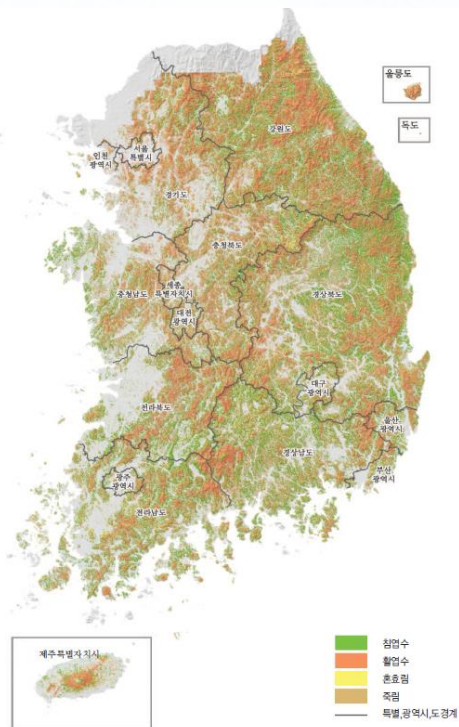 울릉도
독도
강원도
서울
특별시
인천
광역시
경기도
충청북도
세종
특별자치시
충청남도
대전
광역시
경상북도
대구
광역시
전라북도
울산
광역시
경상남도
부산
광역시
광주
광역시
전라남도
제주특별자치시
침엽수
활엽수
혼효림
죽림
특별,광역시,도경계